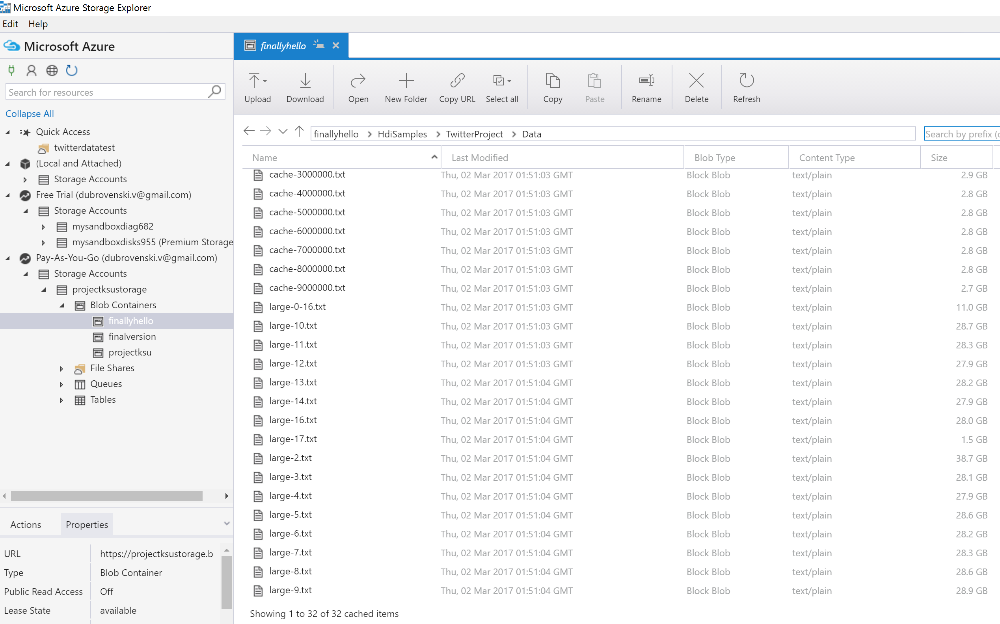 Microsoft Azure Storage Explorer
Edit Help
Microsoft Azure
Search for resources
Collapse All
Quick Access
twitterdatatest
(Local and Attached)
Storage Accounts
Free Trial (dubrovenski.v@gmail.com)
Storage Accounts
mysandboxdiag682
mysandboxdisks955 (Premium Storage
Pay-As-You-Go (dubrovenski.v@gmail.com)
Storage Accounts
projectksustorage
Blob Containers
finallyhello
finalversion
projectksu
File Shares
Queues
Tables
Actions Properties
URL https://projectksustorage.b
Type Blob Container
Public Read Access Off
Lease State available
finallyhello
Upload Download Open New Folder Copy URL Select all Copy Paste Rename Delete Refresh
finallyhello > HdiSamples > TwitterProject > Data
Search by prefix (c
Name Last Modified Blob Type Content Type Size
cache-3000000.txt Thu, 02 Mar 2017 01:51:03 GMT Block Blob text/plain 2.9 GB
cache-4000000.txt Thu, 02 Mar 2017 01:51:03 GMT Block Blob text/plain 2.8 GB
cache-5000000.txt Thu, 02 Mar 2017 01:51:03 GMT Block Blob text/plain 2.8 GB
cache-6000000.txt Thu, 02 Mar 2017 01:51:03 GMT Block Blob text/plain 2.8 GB
cache-7000000.txt Thu, 02 Mar 2017 01:51:03 GMT Block Blob text/plain 2.8 GB
cache-8000000.txt Thu, 02 Mar 2017 01:51:03 GMT Block Blob text/plain 2.8 GB
cache-9000000.txt Thu, 02 Mar 2017 01:51:03 GMT Block Blob text/plain 2.7 GB
large-0-16.txt Thu, 02 Mar 2017 01:51:03 GMT Block Blob text/plain 11.0 GB
large-10.txt Thu, 02 Mar 2017 01:51:03 GMT Block Blob text/plain 28.7 GB
large-11.txt Thu, 02 Mar 2017 01:51:03 GMT Block Blob text/plain 28.3 GB
large-12.txt Thu, 02 Mar 2017 01:51:03 GMT Block Blob text/plain 27.9 GB
large-13.txt Thu, 02 Mar 2017 01:51:04 GMT Block Blob text/plain 28.2 GB
large-14.txt Thu, 02 Mar 2017 01:51:04 GMT Block Blob text/plain 27.9 GB
large-16.txt Thu, 02 Mar 2017 01:51:04 GMT Block Blob text/plain 28.0 GB
large-17.txt Thu, 02 Mar 2017 01:51:04 GMT Block Blob text/plain 1.5 GB
large-2.txt Thu, 02 Mar 2017 01:51:04 GMT Block Blob text/plain 38.7 GB
large-3.txt Thu, 02 Mar 2017 01:51:04 GMT Block Blob text/plain 28.1 GB
large-4.txt Thu, 02 Mar 2017 01:51:04 GMT Block Blob text/plain 27.9 GB
large-5.txt Thu, 02 Mar 2017 01:51:04 GMT Block Blob text/plain 28.6 GB
large-6.txt Thu, 02 Mar 2017 01:51:04 GMT Block Blob text/plain 28.2 GB
large-7.txt Thu, 02 Mar 2017 01:51:04 GMT Block Blob text/plain 28.3 GB
large-8.txt Thu, 02 Mar 2017 01:51:04 GMT Block Blob text/plain 28.6 GB
large-9.txt Thu, 02 Mar 2017 01:51:04 GMT Block Blob text/plain 28.9 GB
Showing 1 to 32 of 32 cached items